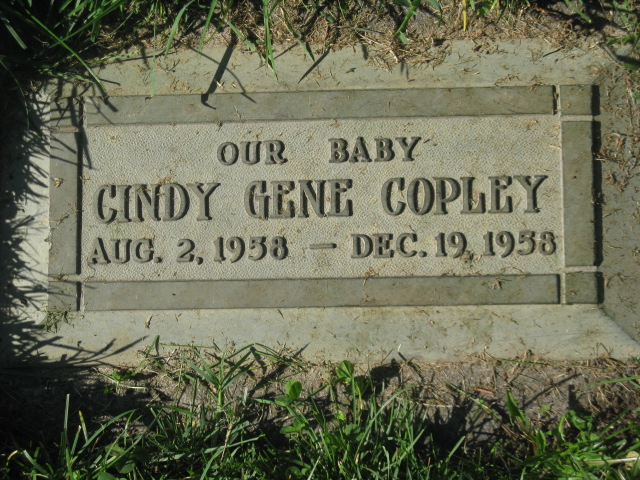 OUR BABY
CINDY GENE COPLEY
AUG. 2, 1958 — DEC. 19, 1958